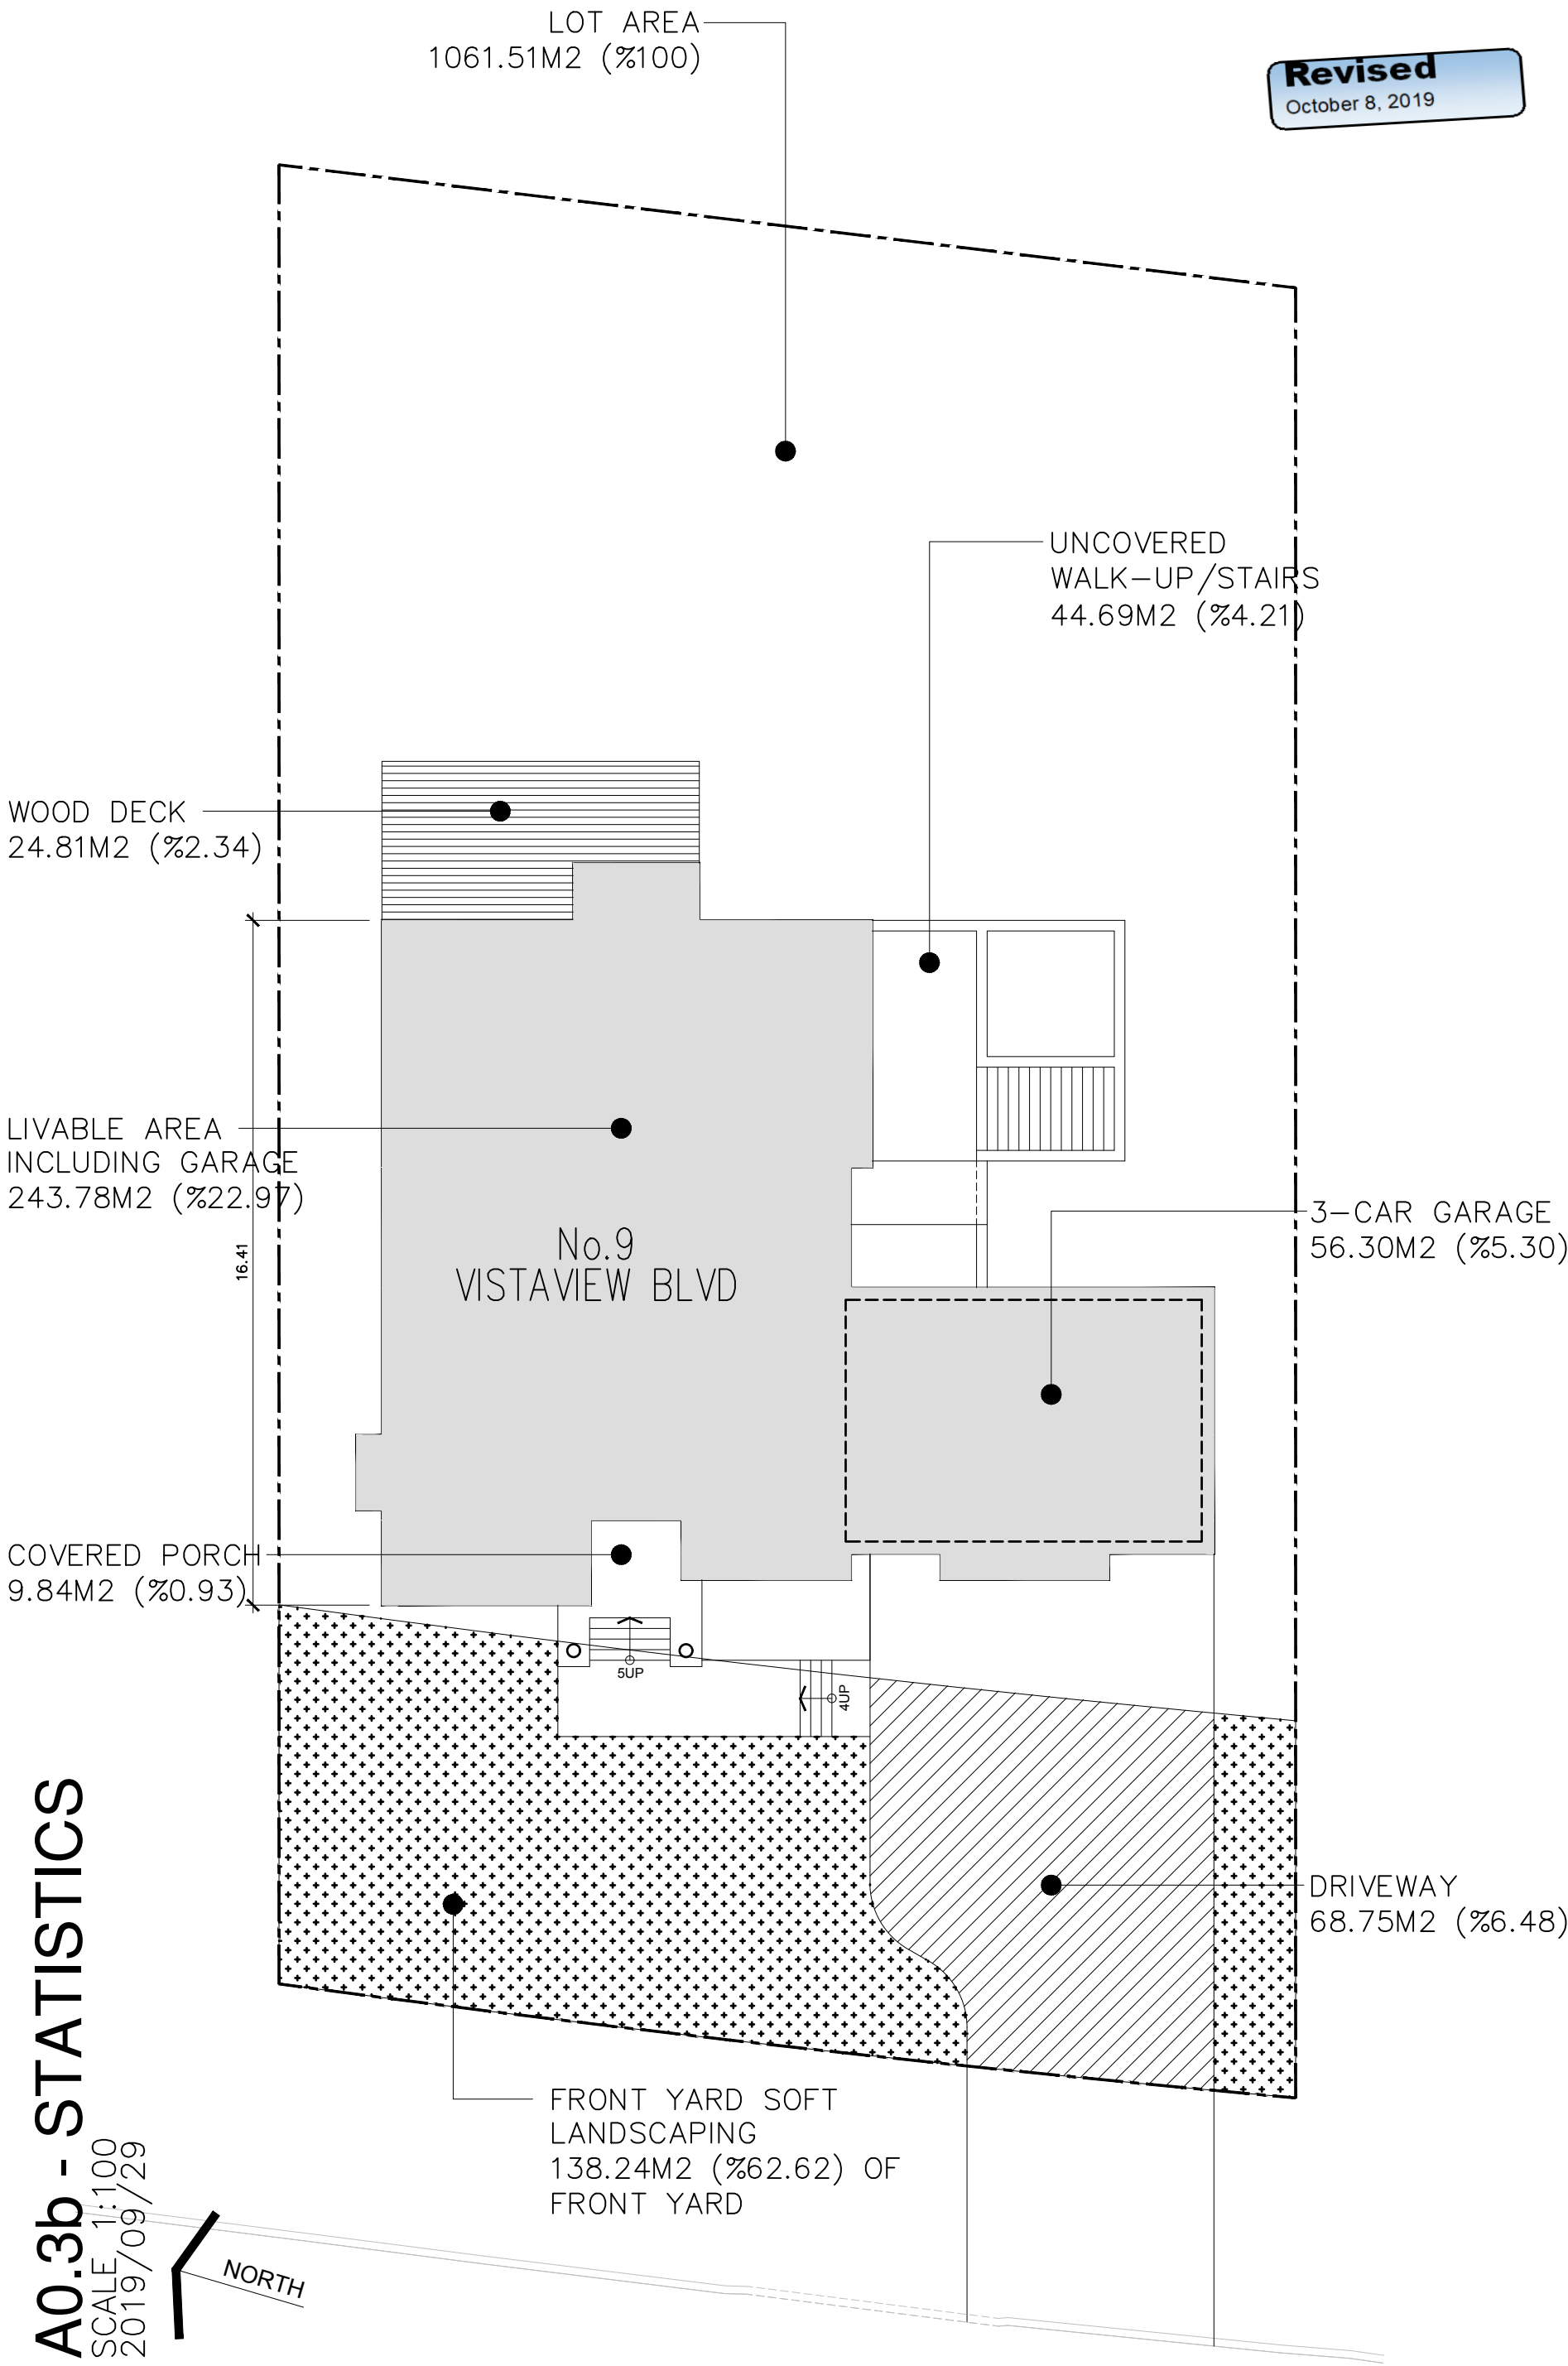 LOT AREA
1061.51M2 (%100)
Revised
October 8, 2019
UNCOVERED
WALK-UP/STAIRS
44.69M2 (%4.21)
WOOD DECK
24.81M2 (%2.34)
LIVABLE AREA
INCLUDING GARAGE
243.78M2 (%22.97)
16.41
No.9
VISTAVIEW BLVD
3-CAR GARAGE
56.30M2 (%5.30)
COVERED PORCH
9.84M2 (%0.93)
5UP
4UP
DRIVEWAY
68.75M2 (%6.48)
FRONT YARD SOFT
LANDSCAPING
138.24M2 (%62.62) OF
FRONT YARD
A0.3b - STATISTICS
SCALE 1:100
2019/09/29
NORTH